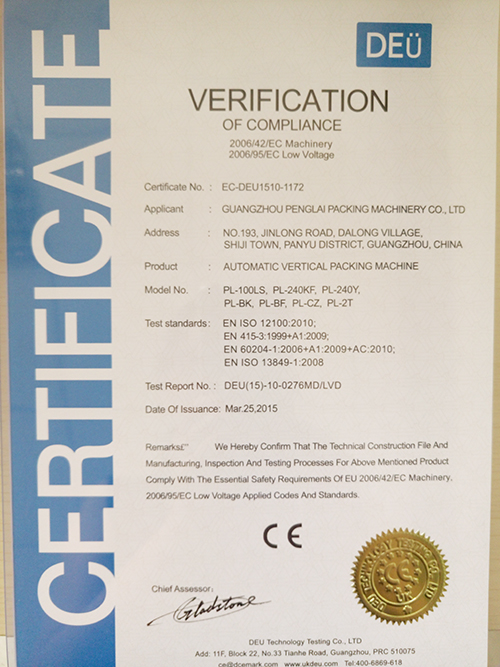 CERTIFICATE
DEÜ
VERIFICATION
OF COMPLIANCE
2006/42/EC Machinery
2006/95/EC Low Voltage
Certificate No. : EC-DEU1510-1172
Applicant : GUANGZHOU PENGLAI PACKING MACHINERY CO., LTD
Address : NO.193, JINLONG ROAD, DALONG VILLAGE,
SHIJI TOWN, PANYU DISTRICT, GUANGZHOU, CHINA
Product : AUTOMATIC VERTICAL PACKING MACHINE
Model No. : PL-100LS, PL-240KF, PL-240Y,
PL-BK, PL-BF, PL-CZ, PL-2T
Test standards : EN ISO 12100:2010;
EN 415-3:1999+A1:2009;
EN 60204-1:2006+A1:2009+AC:2010;
EN ISO 13849-1:2008
Test Report No. : DEU(15)-10-0276MD/LVD
Date Of Issuance: Mar.25,2015
Remarks£¨ We Hereby Confirm That The Technical Construction File And
Manufacturing, Inspection And Testing Processes For Above Mentioned Product
Comply With The Essential Safety Requirements Of EU 2006/42/EC Machinery,
2006/95/EC Low Voltage Applied Codes And Standards.
CE
DEU TECHNOLOGY TESTING CO., LTD
Chief Assessor:
Gladstone
DEU Technology Testing Co., LTD
Add: 11F, Block 22, No.33 Tianhe Road, Guangzhou, PRC 510075
ce@dcemark.com www.ukdeu.com Tel:400-6869-618